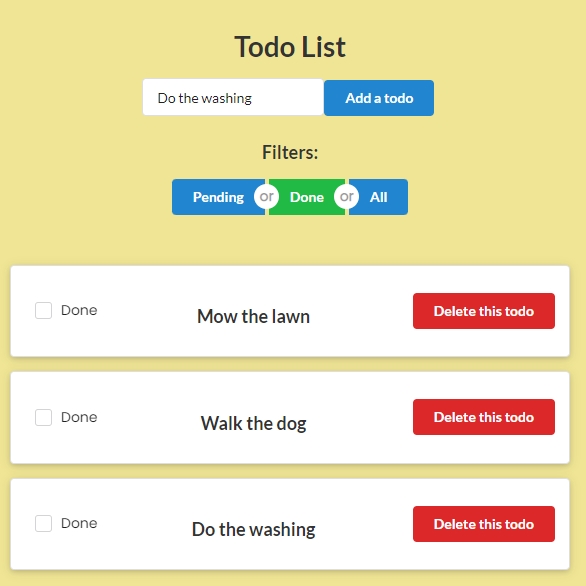 Todo List
Do the washing Add a todo
Filters:
Pending or Done or All
Done Mow the lawn Delete this todo
Done Walk the dog Delete this todo
Done Do the washing Delete this todo